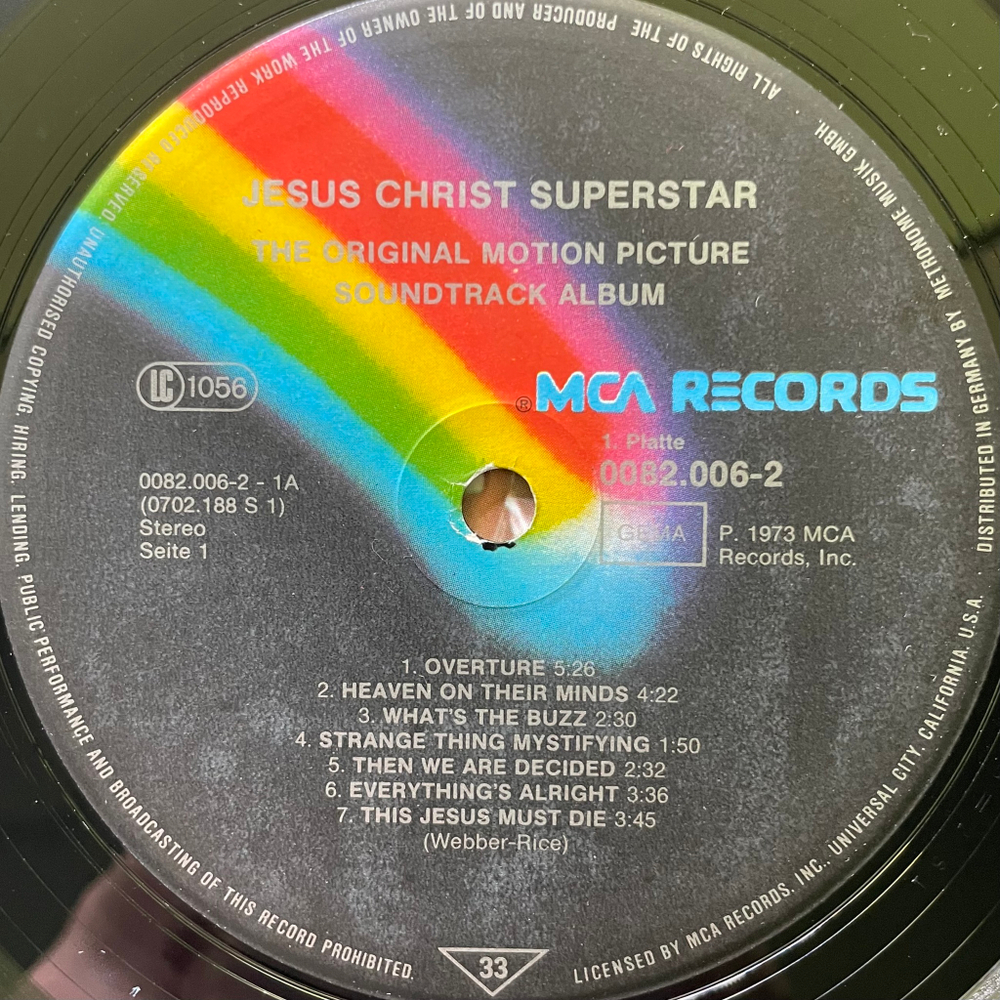 JESUS CHRIST SUPERSTAR
THE ORIGINAL MOTION PICTURE
SOUNDTRACK ALBUM
LC 1056
® MCA RECORDS
1. Platte
0082.006-2
GEMA
P. 1973 MCA
Records, Inc.
0082.006-2 - 1A
(0702.188 S 1)
Stereo
Seite 1
1. OVERTURE 5:26
2. HEAVEN ON THEIR MINDS 4:22
3. WHAT'S THE BUZZ 2:30
4. STRANGE THING MYSTIFYING 1:50
5. THEN WE ARE DECIDED 2:32
6. EVERYTHING'S ALRIGHT 3:36
7. THIS JESUS MUST DIE 3:45
(Webber-Rice)
33
ALL RIGHTS OF THE PRODUCER AND OF THE OWNER OF THE WORK REPRODUCED RESERVED. UNAUTHORISED COPYING, HIRING, LENDING, PUBLIC PERFORMANCE AND BROADCASTING OF THIS RECORD PROHIBITED.
LICENSED BY MCA RECORDS, INC., UNIVERSAL CITY, CALIFORNIA, U.S.A.
DISTRIBUTED IN GERMANY BY METRONOME MUSIK GMBH.